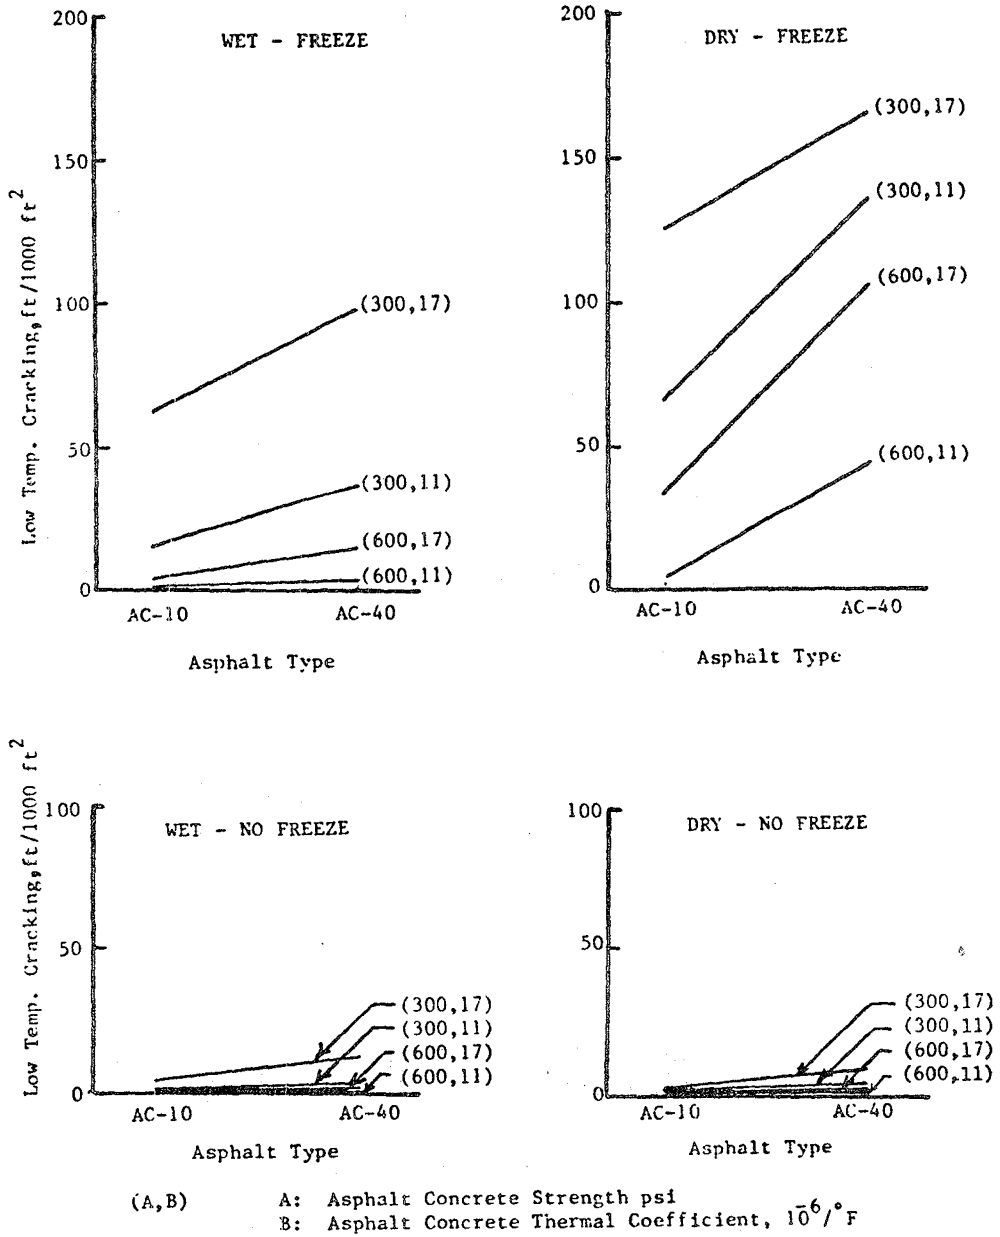 WET - FREEZE
200
150
100
50
0
Low Temp. Cracking, ft/1000 ft²
(300,17)
(300,11)
(600,17)
(600,11)
AC-10 AC-40
Asphalt Type
DRY - FREEZE
200
150
100
50
0
(300,17)
(300,11)
(600,17)
(600,11)
AC-10 AC-40
Asphalt Type
WET - NO FREEZE
100
50
0
Low Temp. Cracking, ft/1000 ft²
(300,17)
(300,11)
(600,17)
(600,11)
AC-10 AC-40
Asphalt Type
DRY - NO FREEZE
100
50
0
(300,17)
(300,11)
(600,17)
(600,11)
AC-10 AC-40
Asphalt Type
(A,B) A: Asphalt Concrete Strength psi
B: Asphalt Concrete Thermal Coefficient, 10⁻⁶/°F